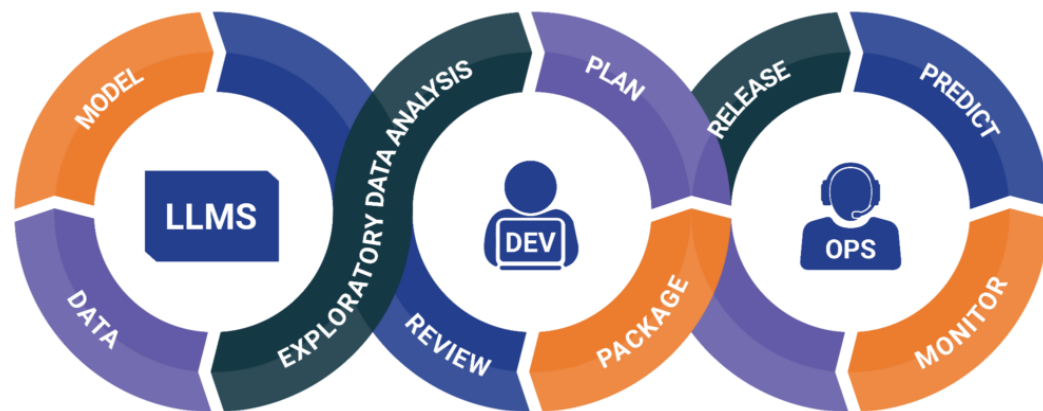 MODEL
LLMS
DATA
EXPLORATORY DATA ANALYSIS
REVIEW
PLAN
DEV
PACKAGE
RELEASE
PREDICT
OPS
MONITOR